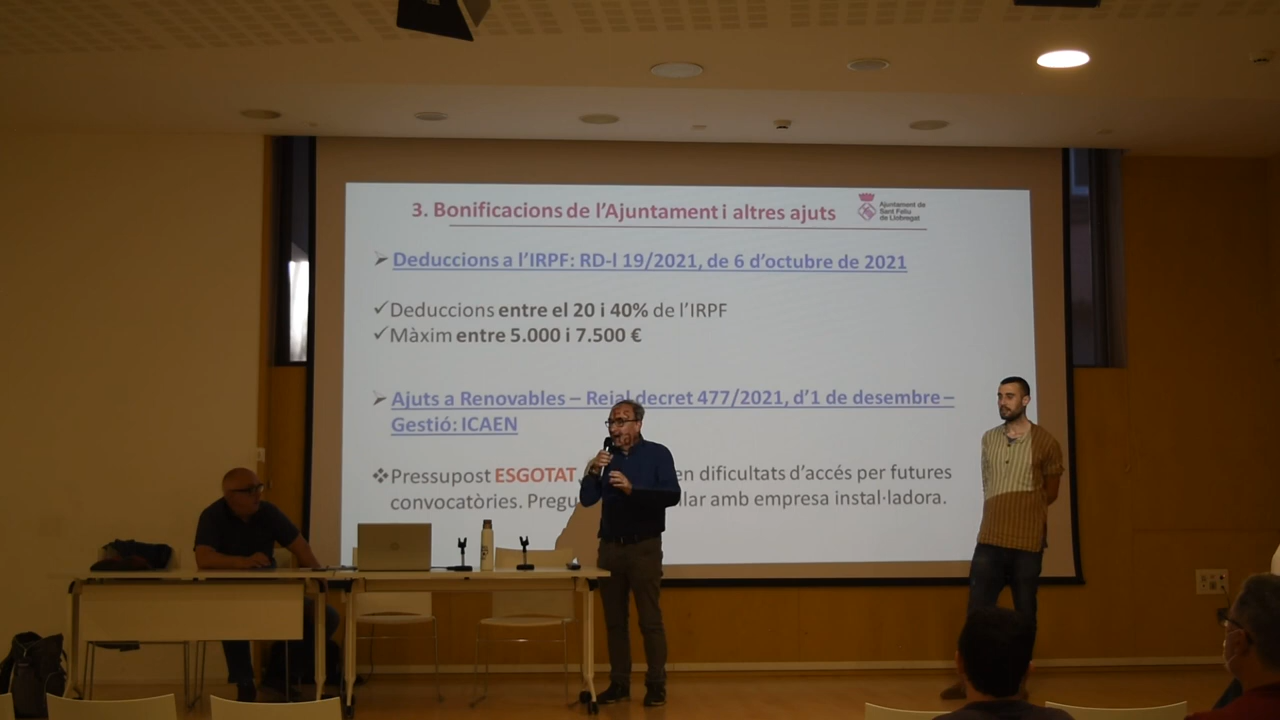 3. Bonificacions de l'Ajuntament i altres ajuts
Ajuntament de
Sant Feliu
de Llobregat
Deduccions a l'IRPF: RD-l 19/2021, de 6 d'octubre de 2021
Deduccions entre el 20 i 40% de l'IRPF
Màxim entre 5.000 i 7.500 €
Ajuts a Renovables – Reial decret 477/2021, d'1 de desembre –
Gestió: ICAEN
Pressupost ESGOTAT en dificultats d'accés per futures
convocatòries. amb empresa instal·ladora.